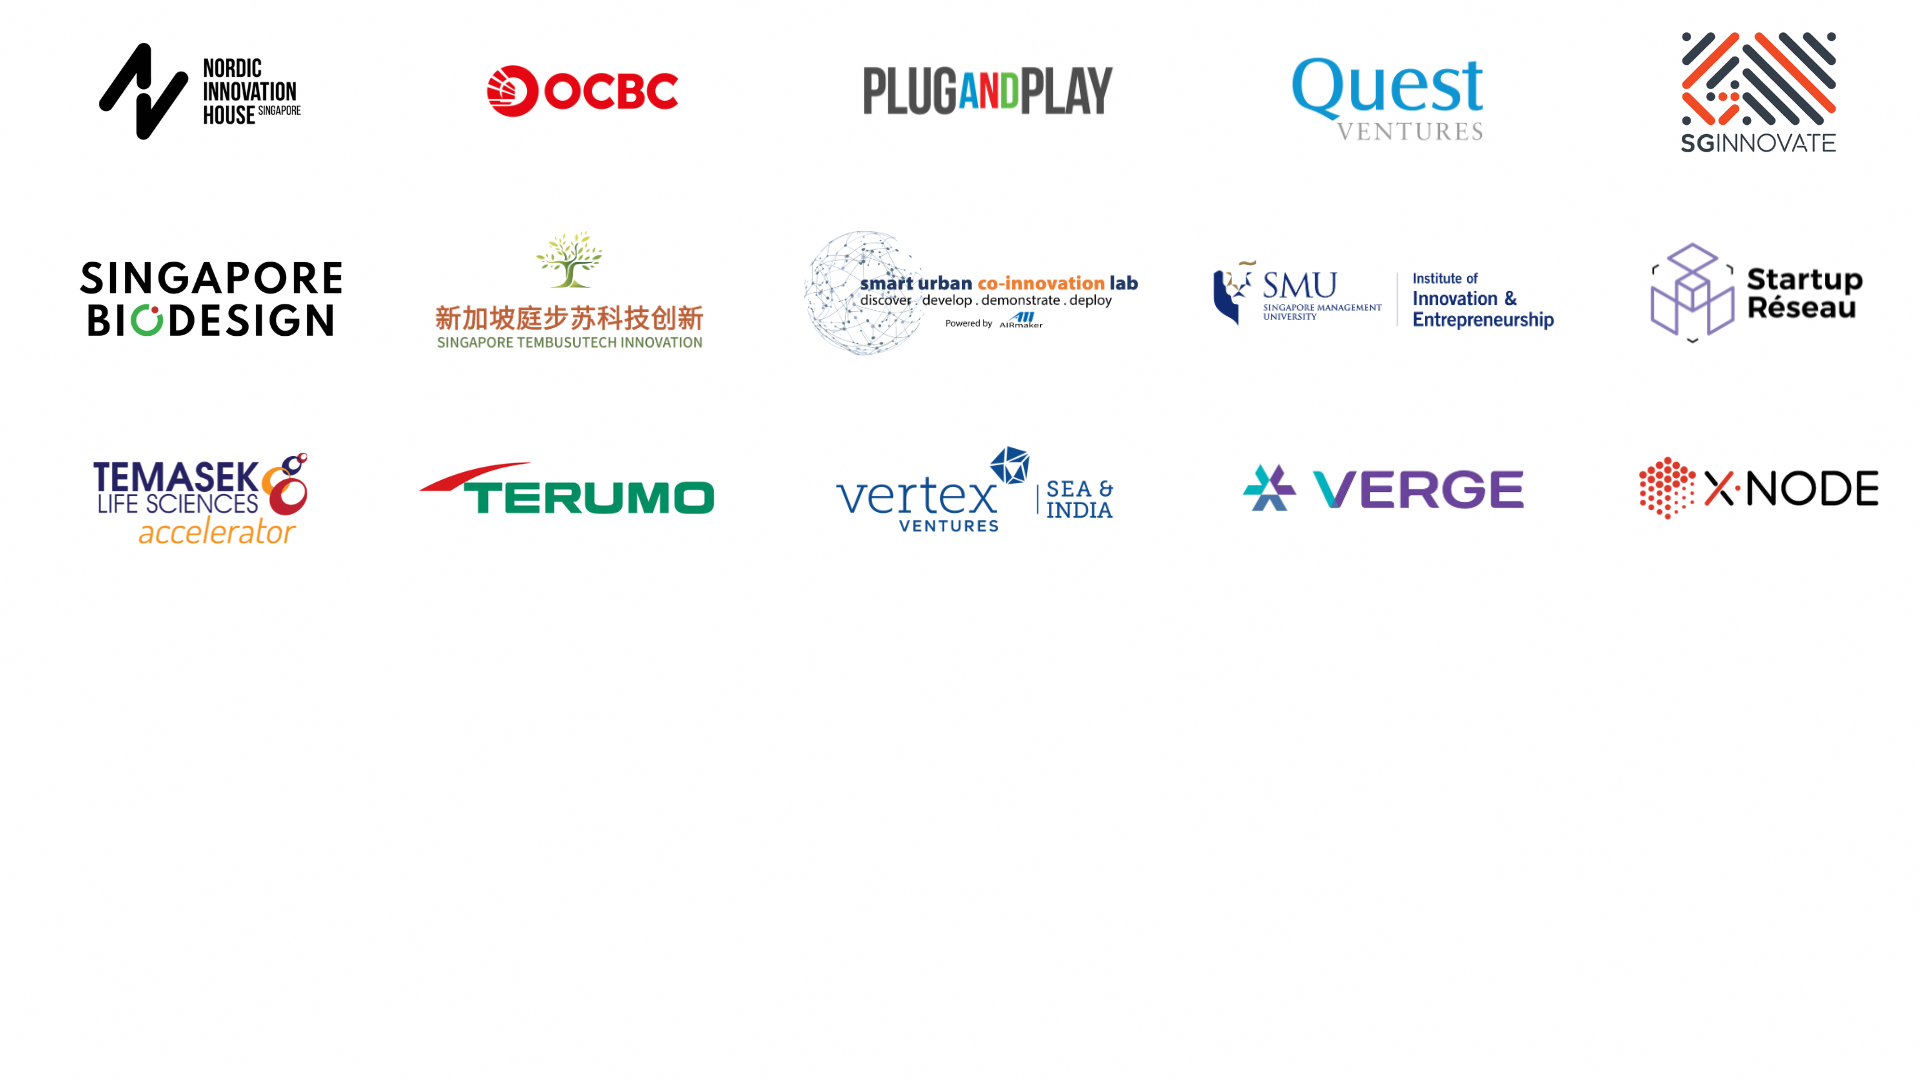 NORDIC
INNOVATION
HOUSE SINGAPORE
OCBC
PLUGANDPLAY
Quest
VENTURES
SGINNOVATE
SINGAPORE
BIODESIGN
新加坡庭步苏科技创新
SINGAPORE TEMBUSUTECH INNOVATION
smart urban co-innovation lab
discover . develop . demonstrate . deploy
Powered by AIRmaker
SMU
SINGAPORE MANAGEMENT
UNIVERSITY
Institute of
Innovation &
Entrepreneurship
Startup
Réseau
TEMASEK
LIFE SCIENCES
accelerator
TERUMO
vertex
VENTURES
SEA &
INDIA
VERGE
X·NODE